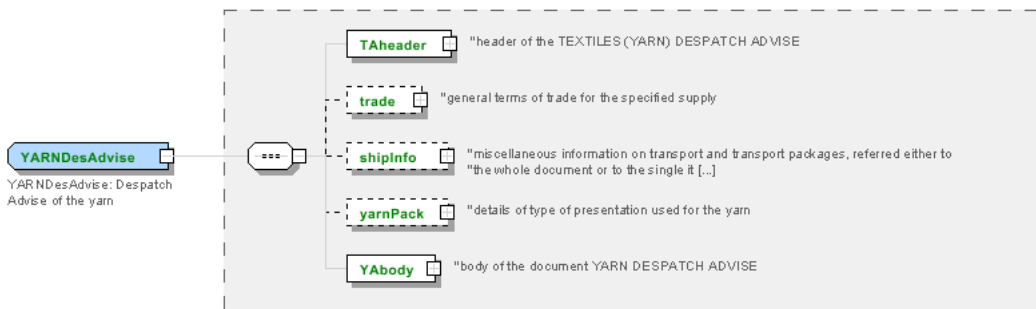 TAheader
"header of the TEXTILES (YARN) DESPATCH ADVISE
trade
"general terms of trade for the specified supply
YARNDesAdvise
YARNDesAdvise: Despatch
Advise of the yarn
shipInfo
"miscellaneous information on transport and transport packages, referred either to
"the whole document or to the single it [...]
yarnPack
"details of type of presentation used for the yarn
YAbody
"body of the document YARN DESPATCH ADVISE